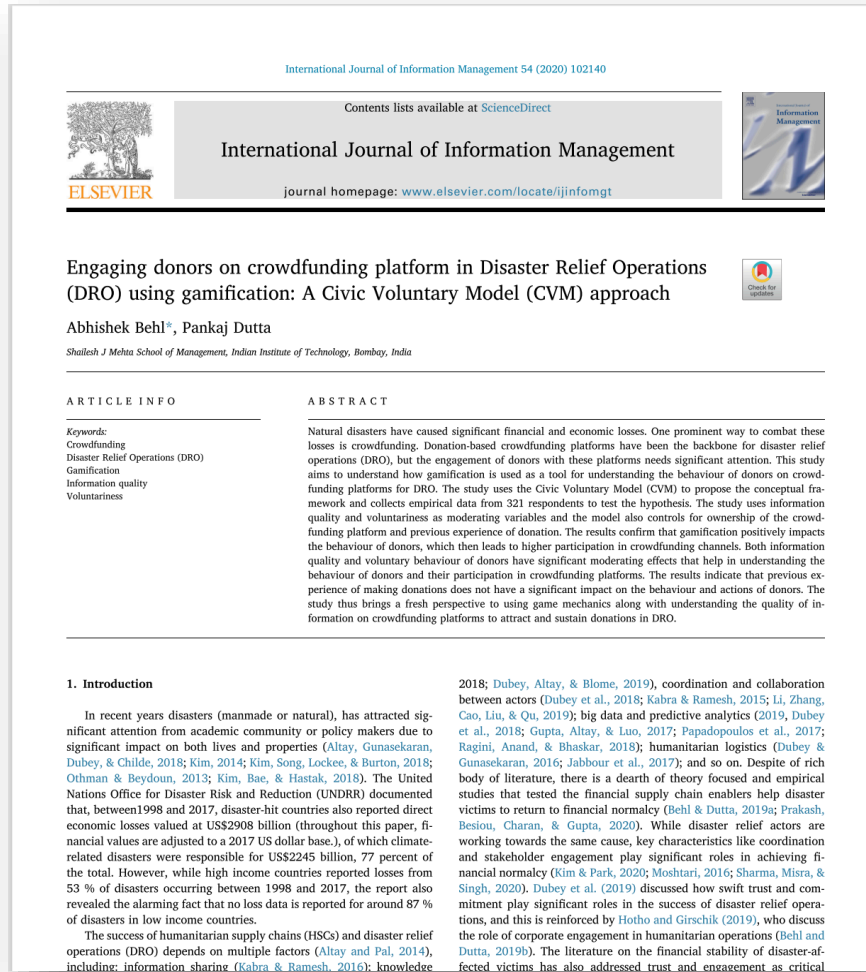 International Journal of Information Management 54 (2020) 102140
Contents lists available at ScienceDirect
International Journal of Information Management
journal homepage: www.elsevier.com/locate/ijinfomgt
ELSEVIER
Information
Management
Engaging donors on crowdfunding platform in Disaster Relief Operations
(DRO) using gamification: A Civic Voluntary Model (CVM) approach
Check for
updates
Abhishek Behl*, Pankaj Dutta
Shailesh J Mehta School of Management, Indian Institute of Technology, Bombay, India
ARTICLE INFO
Keywords:
Crowdfunding
Disaster Relief Operations (DRO)
Gamification
Information quality
Voluntariness
ABSTRACT
Natural disasters have caused significant financial and economic losses. One prominent way to combat these
losses is crowdfunding. Donation-based crowdfunding platforms have been the backbone for disaster relief
operations (DRO), but the engagement of donors with these platforms needs significant attention. This study
aims to understand how gamification is used as a tool for understanding the behaviour of donors on crowd-
funding platforms for DRO. The study uses the Civic Voluntary Model (CVM) to propose the conceptual fra-
mework and collects empirical data from 321 respondents to test the hypothesis. The study uses information
quality and voluntariness as moderating variables and the model also controls for ownership of the crowd-
funding platform and previous experience of donation. The results confirm that gamification positively impacts
the behaviour of donors, which then leads to higher participation in crowdfunding channels. Both information
quality and voluntary behaviour of donors have significant moderating effects that help in understanding the
behaviour of donors and their participation in crowdfunding platforms. The results indicate that previous ex-
perience of making donations does not have a significant impact on the behaviour and actions of donors. The
study thus brings a fresh perspective to using game mechanics along with understanding the quality of in-
formation on crowdfunding platforms to attract and sustain donations in DRO.
1. Introduction
In recent years disasters (manmade or natural), has attracted sig-
nificant attention from academic community or policy makers due to
significant impact on both lives and properties (Altay, Gunasekaran,
Dubey, & Childe, 2018; Kim, 2014; Kim, Song, Lockee, & Burton, 2018;
Othman & Beydoun, 2013; Kim, Bae, & Hastak, 2018). The United
Nations Office for Disaster Risk and Reduction (UNDRR) documented
that, between1998 and 2017, disaster-hit countries also reported direct
economic losses valued at US$2908 billion (throughout this paper, fi-
nancial values are adjusted to a 2017 US dollar base.), of which climate-
related disasters were responsible for US$2245 billion, 77 percent of
the total. However, while high income countries reported losses from
53 % of disasters occurring between 1998 and 2017, the report also
revealed the alarming fact that no loss data is reported for around 87 %
of disasters in low income countries.
The success of humanitarian supply chains (HSCs) and disaster relief
operations (DRO) depends on multiple factors (Altay and Pal, 2014),
including: information sharing (Kabra & Ramesh, 2016); knowledge
2018; Dubey, Altay, & Blome, 2019), coordination and collaboration
between actors (Dubey et al., 2018; Kabra & Ramesh, 2015; Li, Zhang,
Cao, Liu, & Qu, 2019); big data and predictive analytics (2019, Dubey
et al., 2018; Gupta, Altay, & Luo, 2017; Papadopoulos et al., 2017;
Ragini, Anand, & Bhaskar, 2018); humanitarian logistics (Dubey &
Gunasekaran, 2016; Jabbour et al., 2017); and so on. Despite of rich
body of literature, there is a dearth of theory focused and empirical
studies that tested the financial supply chain enablers help disaster
victims to return to financial normalcy (Behl & Dutta, 2019a; Prakash,
Besiou, Charan, & Gupta, 2020). While disaster relief actors are
working towards the same cause, key characteristics like coordination
and stakeholder engagement play significant roles in achieving fi-
nancial normalcy (Kim & Park, 2020; Moshtari, 2016; Sharma, Misra, &
Singh, 2020). Dubey et al. (2019) discussed how swift trust and com-
mitment play significant roles in the success of disaster relief opera-
tions, and this is reinforced by Hotho and Girschik (2019), who discuss
the role of corporate engagement in humanitarian operations (Behl and
Dutta, 2019b). The literature on the financial stability of disaster-af-
fected victims has also addressed trust and engagement as critical